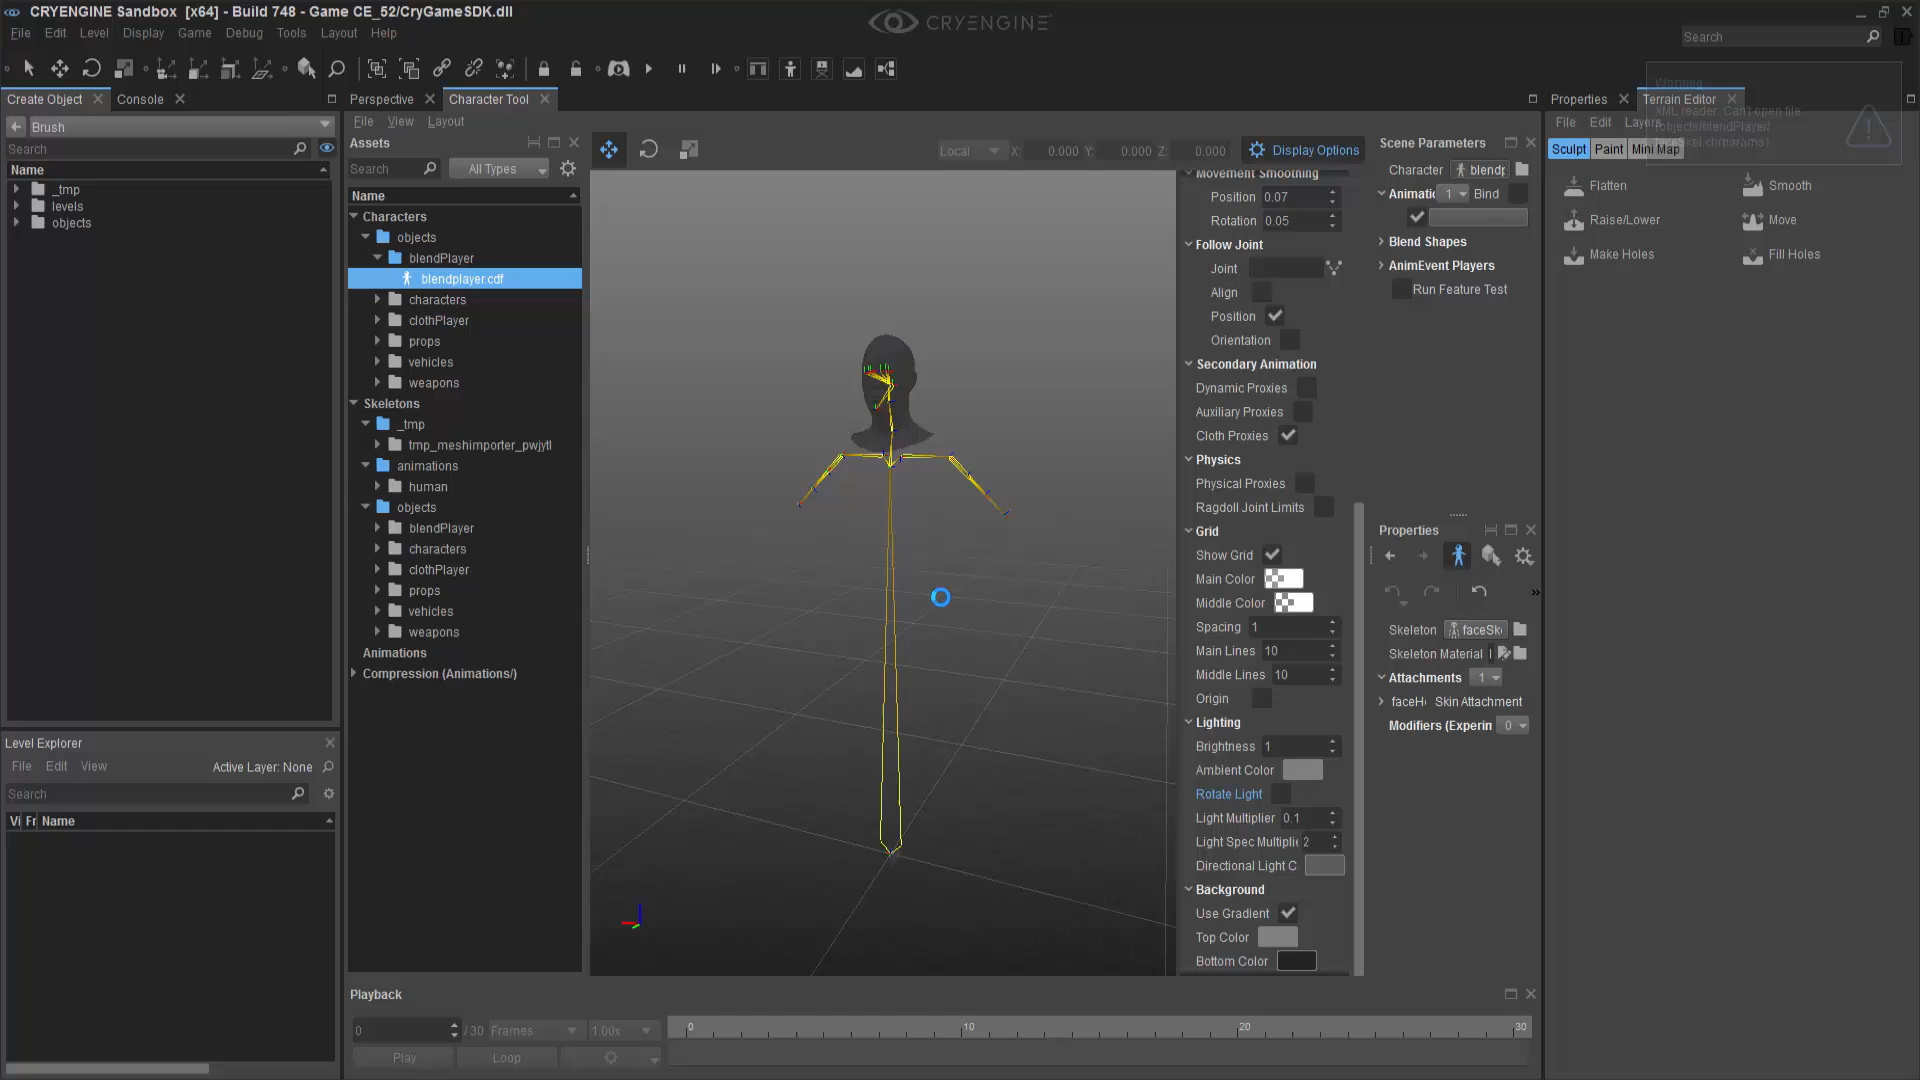 CRYENGINE Sandbox [x64] - Build 748 - Game CE_52/CryGameSDK.dll
CRYENGINE
File Edit Level Display Game Debug Tools Layout Help
Search
Create Object
Console
Brush
Search
Name
_tmp
levels
objects
Level Explorer
File Edit View
Active Layer: None
Search
Vi Fr Name
Perspective
Character Tool
File View Layout
Assets
Search
All Types
Name
Characters
objects
blendPlayer
blendplayer.cdf
characters
clothPlayer
props
vehicles
weapons
Skeletons
_tmp
tmp_meshimporter_pwjytl
animations
human
objects
blendPlayer
characters
clothPlayer
props
vehicles
weapons
Animations
Compression (Animations/)
Local X: 0.000 Y: 0.000 Z: 0.000
Display Options
Movement Smoothing
Position 0.07
Rotation 0.05
Follow Joint
Joint
Align
Position
Orientation
Secondary Animation
Dynamic Proxies
Auxiliary Proxies
Cloth Proxies
Physics
Physical Proxies
Ragdoll Joint Limits
Grid
Show Grid
Main Color
Middle Color
Spacing 1
Main Lines 10
Middle Lines 10
Origin
Lighting
Brightness 1
Ambient Color
Rotate Light
Light Multiplier 0.1
Light Spec Multiplie 2
Directional Light C
Background
Use Gradient
Top Color
Bottom Color
Scene Parameters
Character blendp
Animatic 1 Bind
Blend Shapes
AnimEvent Players
Run Feature Test
Properties
Skeleton faceSke
Skeleton Material
Attachments 1
faceHe Skin Attachment
Modifiers (Experin 0
Playback
0 / 30 Frames 1.00x
Play Loop
0 10 20 30
Properties
Terrain Editor
File Edit Layers
Sculpt Paint Mini Map
Flatten Smooth
Raise/Lower Move
Make Holes Fill Holes
Warning
XML reader: Can't open file
(objects/blendPlayer/